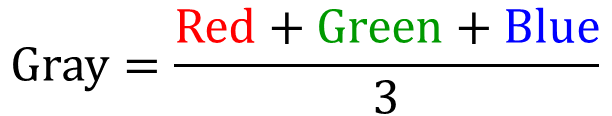 Gray = Red + Green + Blue
3